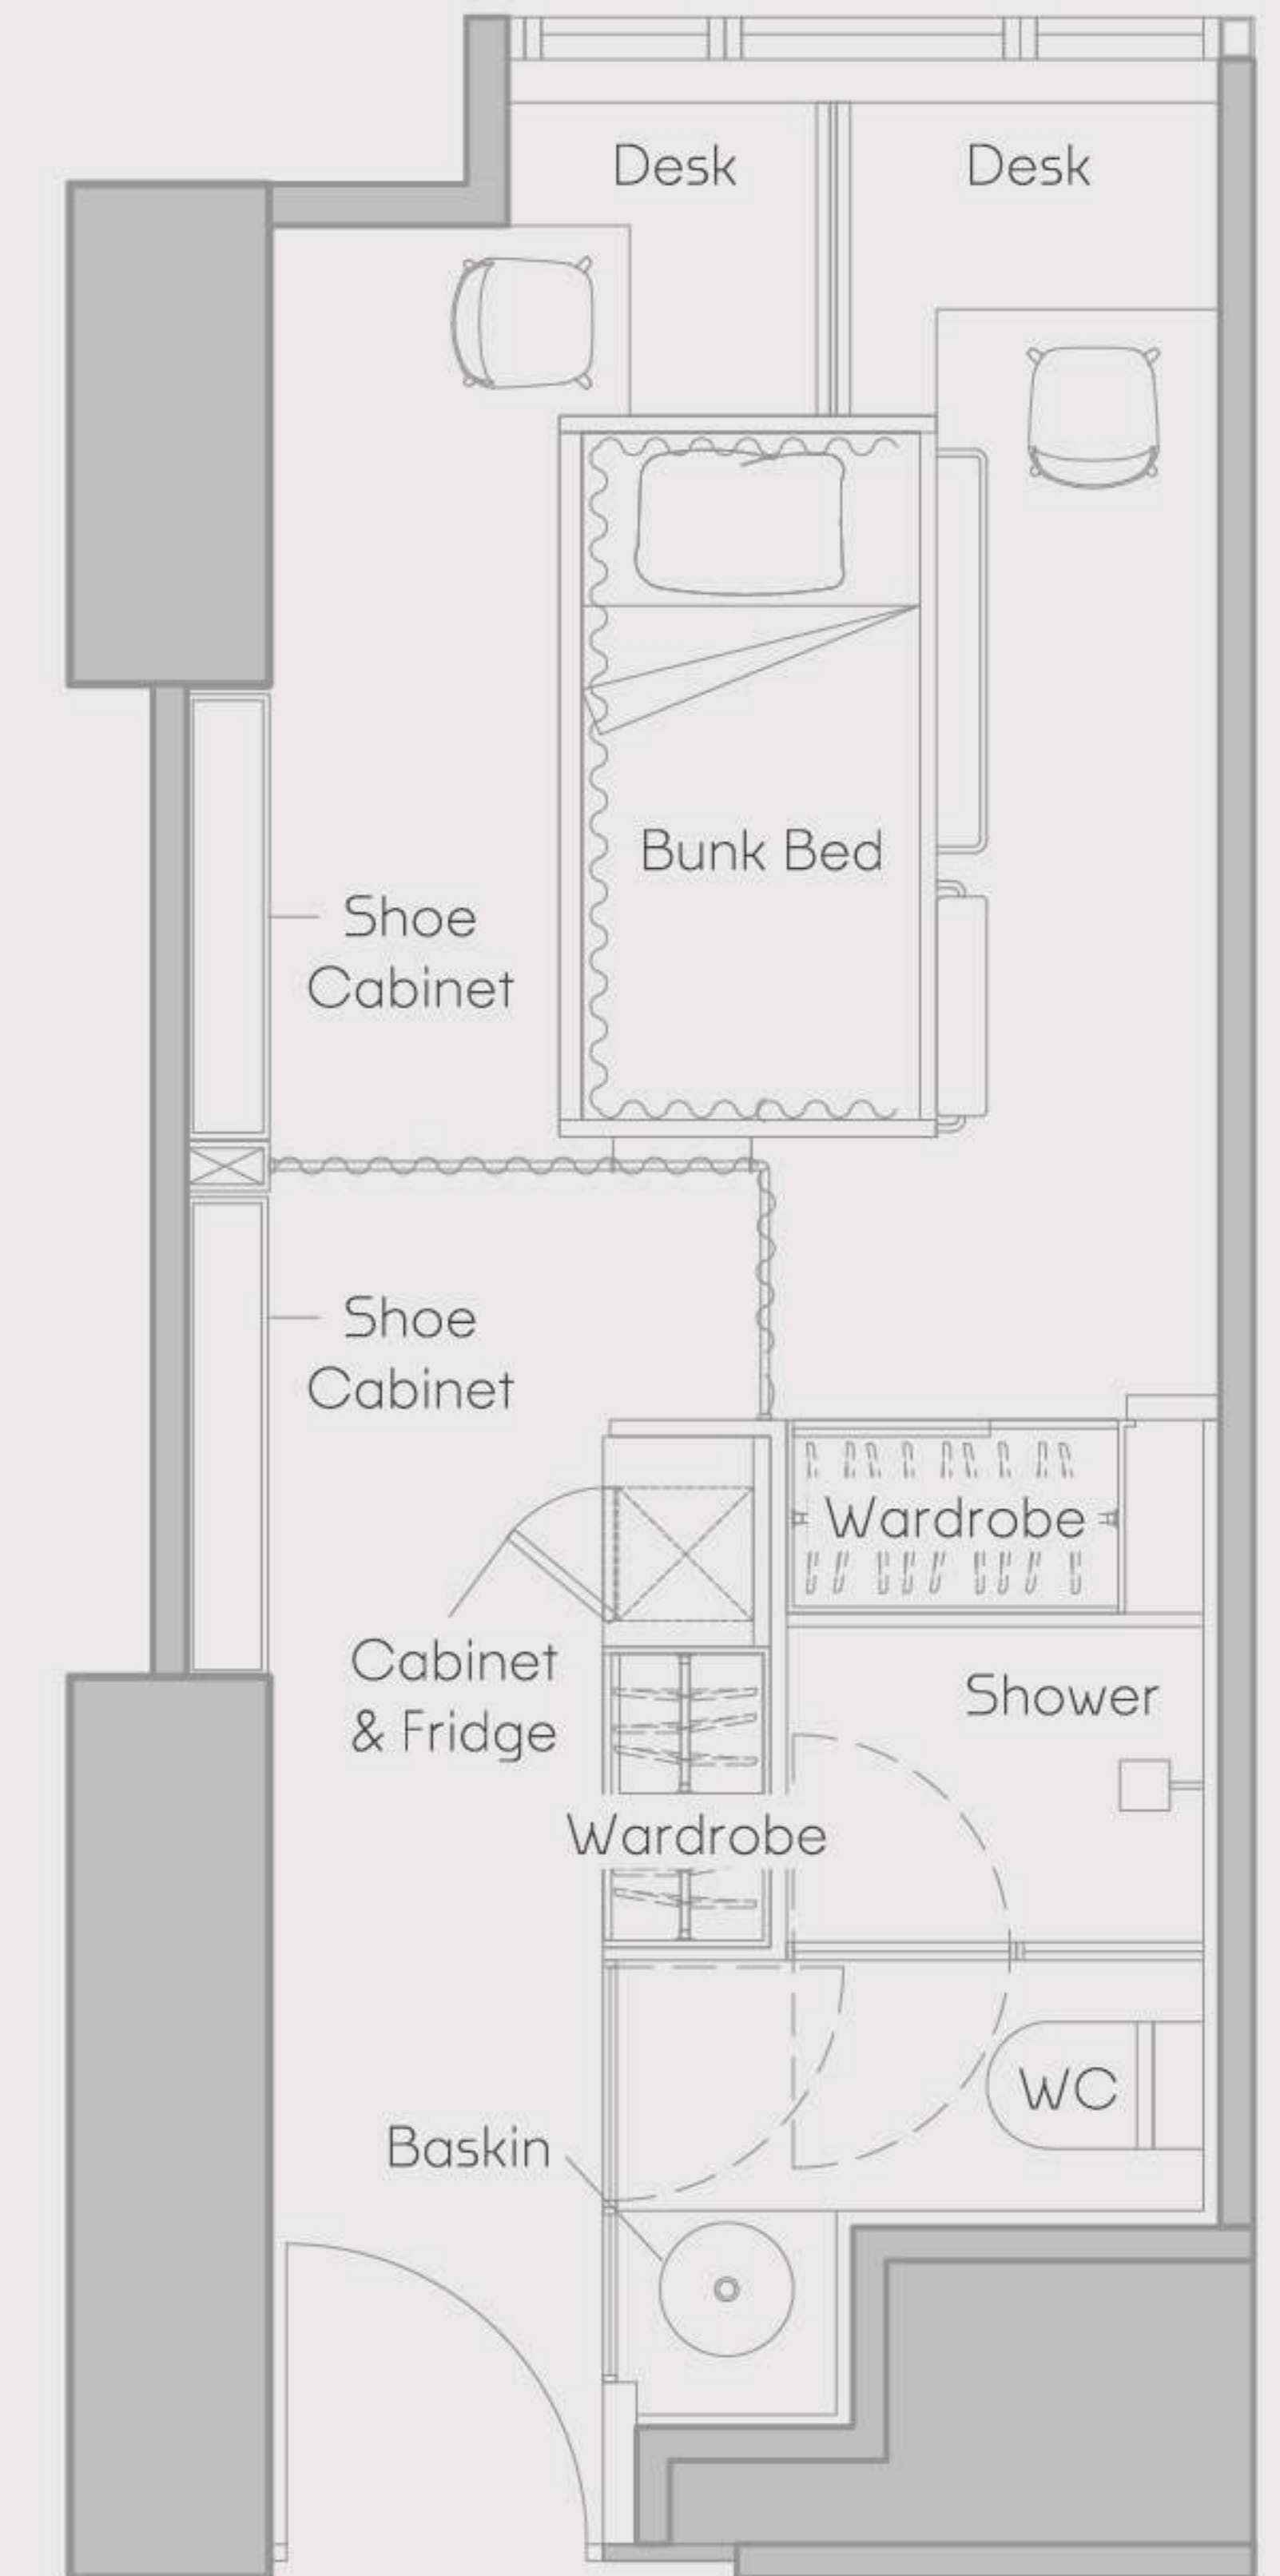 Desk
Desk
Bunk Bed
Shoe
Cabinet
Shoe
Cabinet
Wardrobe
Cabinet
& Fridge
Shower
Wardrobe
WC
Baskin